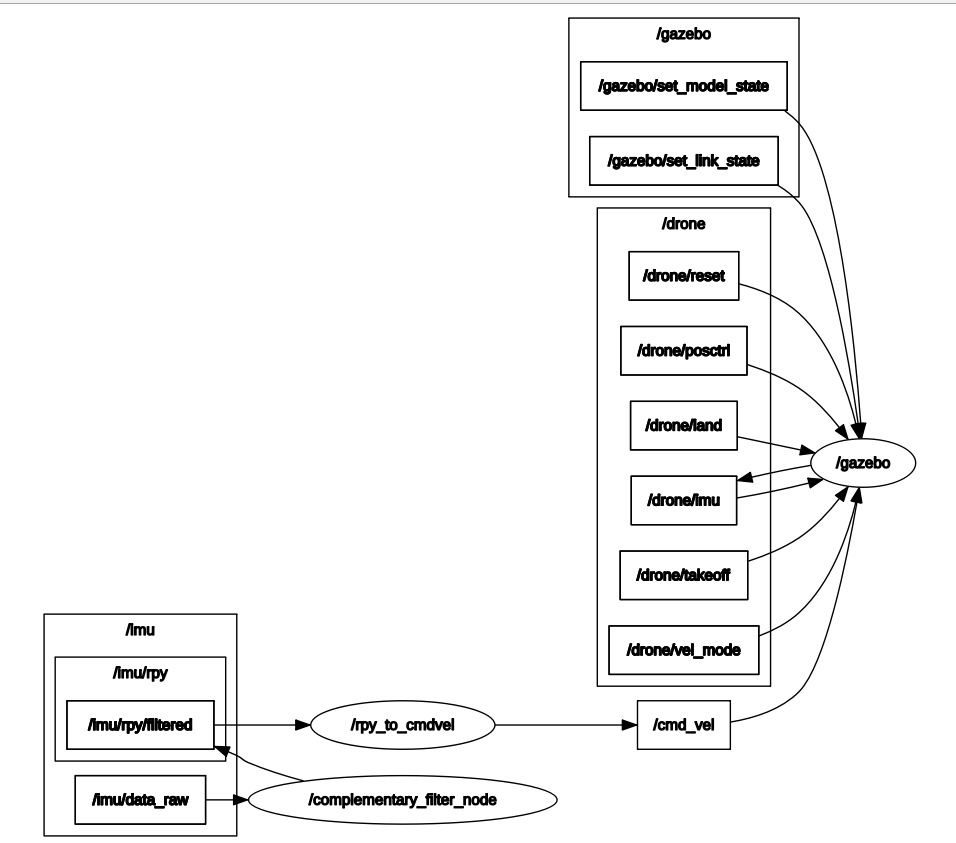 /gazebo
/gazebo/set_model_state
/gazebo/set_link_state
/drone
/drone/reset
/drone/posctrl
/drone/land
/gazebo
/drone/imu
/drone/takeoff
/imu
/drone/vel_mode
/imu/rpy
/imu/rpy/filtered
/rpy_to_cmdvel
/cmd_vel
/imu/data_raw
/complementary_filter_node